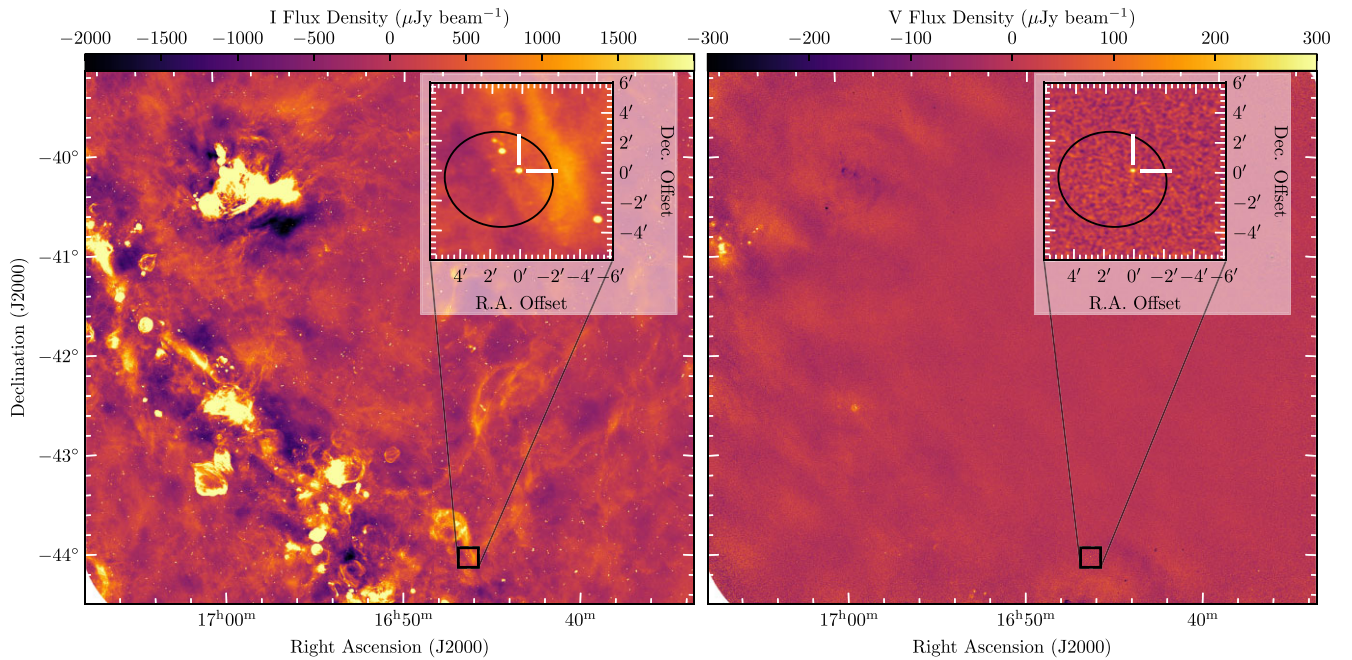 I Flux Density (μJy beam⁻¹)
−2000 −1500 −1000 −500 0 500 1000 1500
V Flux Density (μJy beam⁻¹)
−300 −200 −100 0 100 200 300
6′
4′
2′
0′
−2′
−4′
Dec. Offset
4′ 2′ 0′ −2′ −4′ −6′
R.A. Offset
6′
4′
2′
0′
−2′
−4′
Dec. Offset
4′ 2′ 0′ −2′ −4′ −6′
R.A. Offset
−40°
−41°
−42°
−43°
−44°
Declination (J2000)
17ʰ00ᵐ 16ʰ50ᵐ 40ᵐ
Right Ascension (J2000)
17ʰ00ᵐ 16ʰ50ᵐ 40ᵐ
Right Ascension (J2000)